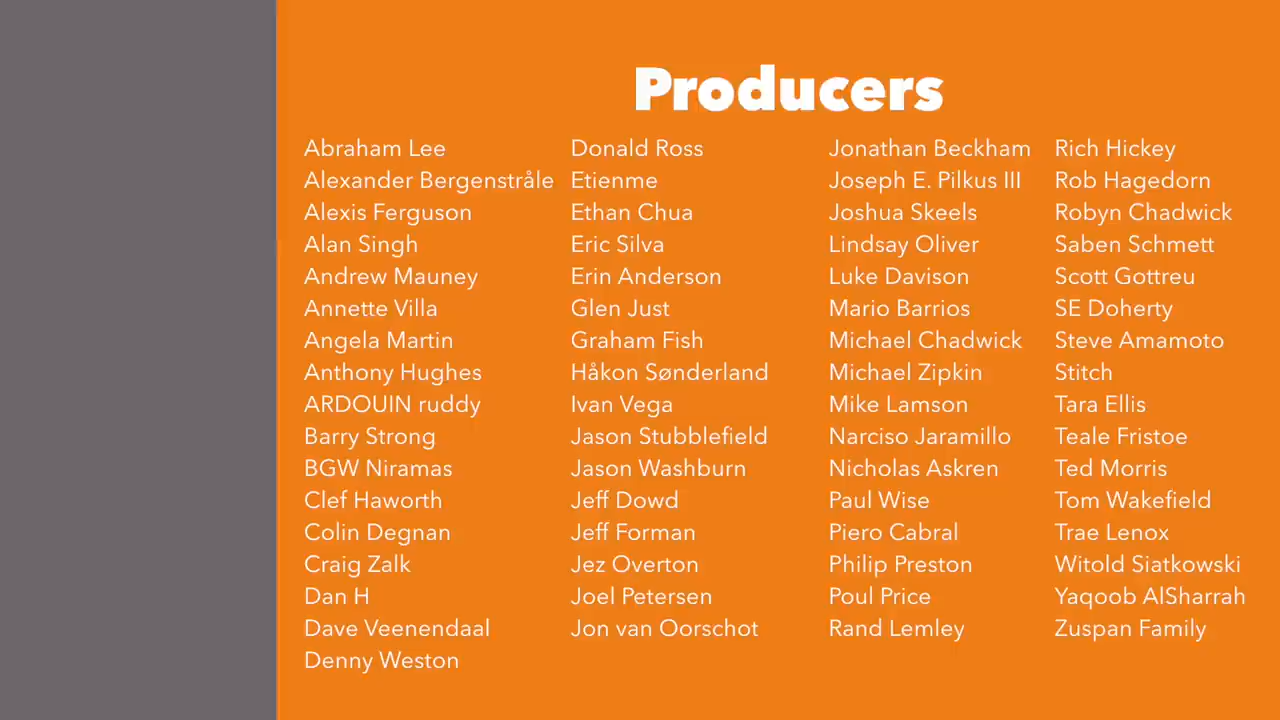 Producers
Abraham Lee
Alexander Bergenstråle
Alexis Ferguson
Alan Singh
Andrew Mauney
Annette Villa
Angela Martin
Anthony Hughes
ARDOUIN ruddy
Barry Strong
BGW Niramas
Clef Haworth
Colin Degnan
Craig Zalk
Dan H
Dave Veenendaal
Denny Weston
Donald Ross
Etienme
Ethan Chua
Eric Silva
Erin Anderson
Glen Just
Graham Fish
Håkon Sønderland
Ivan Vega
Jason Stubblefield
Jason Washburn
Jeff Dowd
Jeff Forman
Jez Overton
Joel Petersen
Jon van Oorschot
Jonathan Beckham
Joseph E. Pilkus III
Joshua Skeels
Lindsay Oliver
Luke Davison
Mario Barrios
Michael Chadwick
Michael Zipkin
Mike Lamson
Narciso Jaramillo
Nicholas Askren
Paul Wise
Piero Cabral
Philip Preston
Poul Price
Rand Lemley
Rich Hickey
Rob Hagedorn
Robyn Chadwick
Saben Schmett
Scott Gottreu
SE Doherty
Steve Amamoto
Stitch
Tara Ellis
Teale Fristoe
Ted Morris
Tom Wakefield
Trae Lenox
Witold Siatkowski
Yaqoob AlSharrah
Zuspan Family